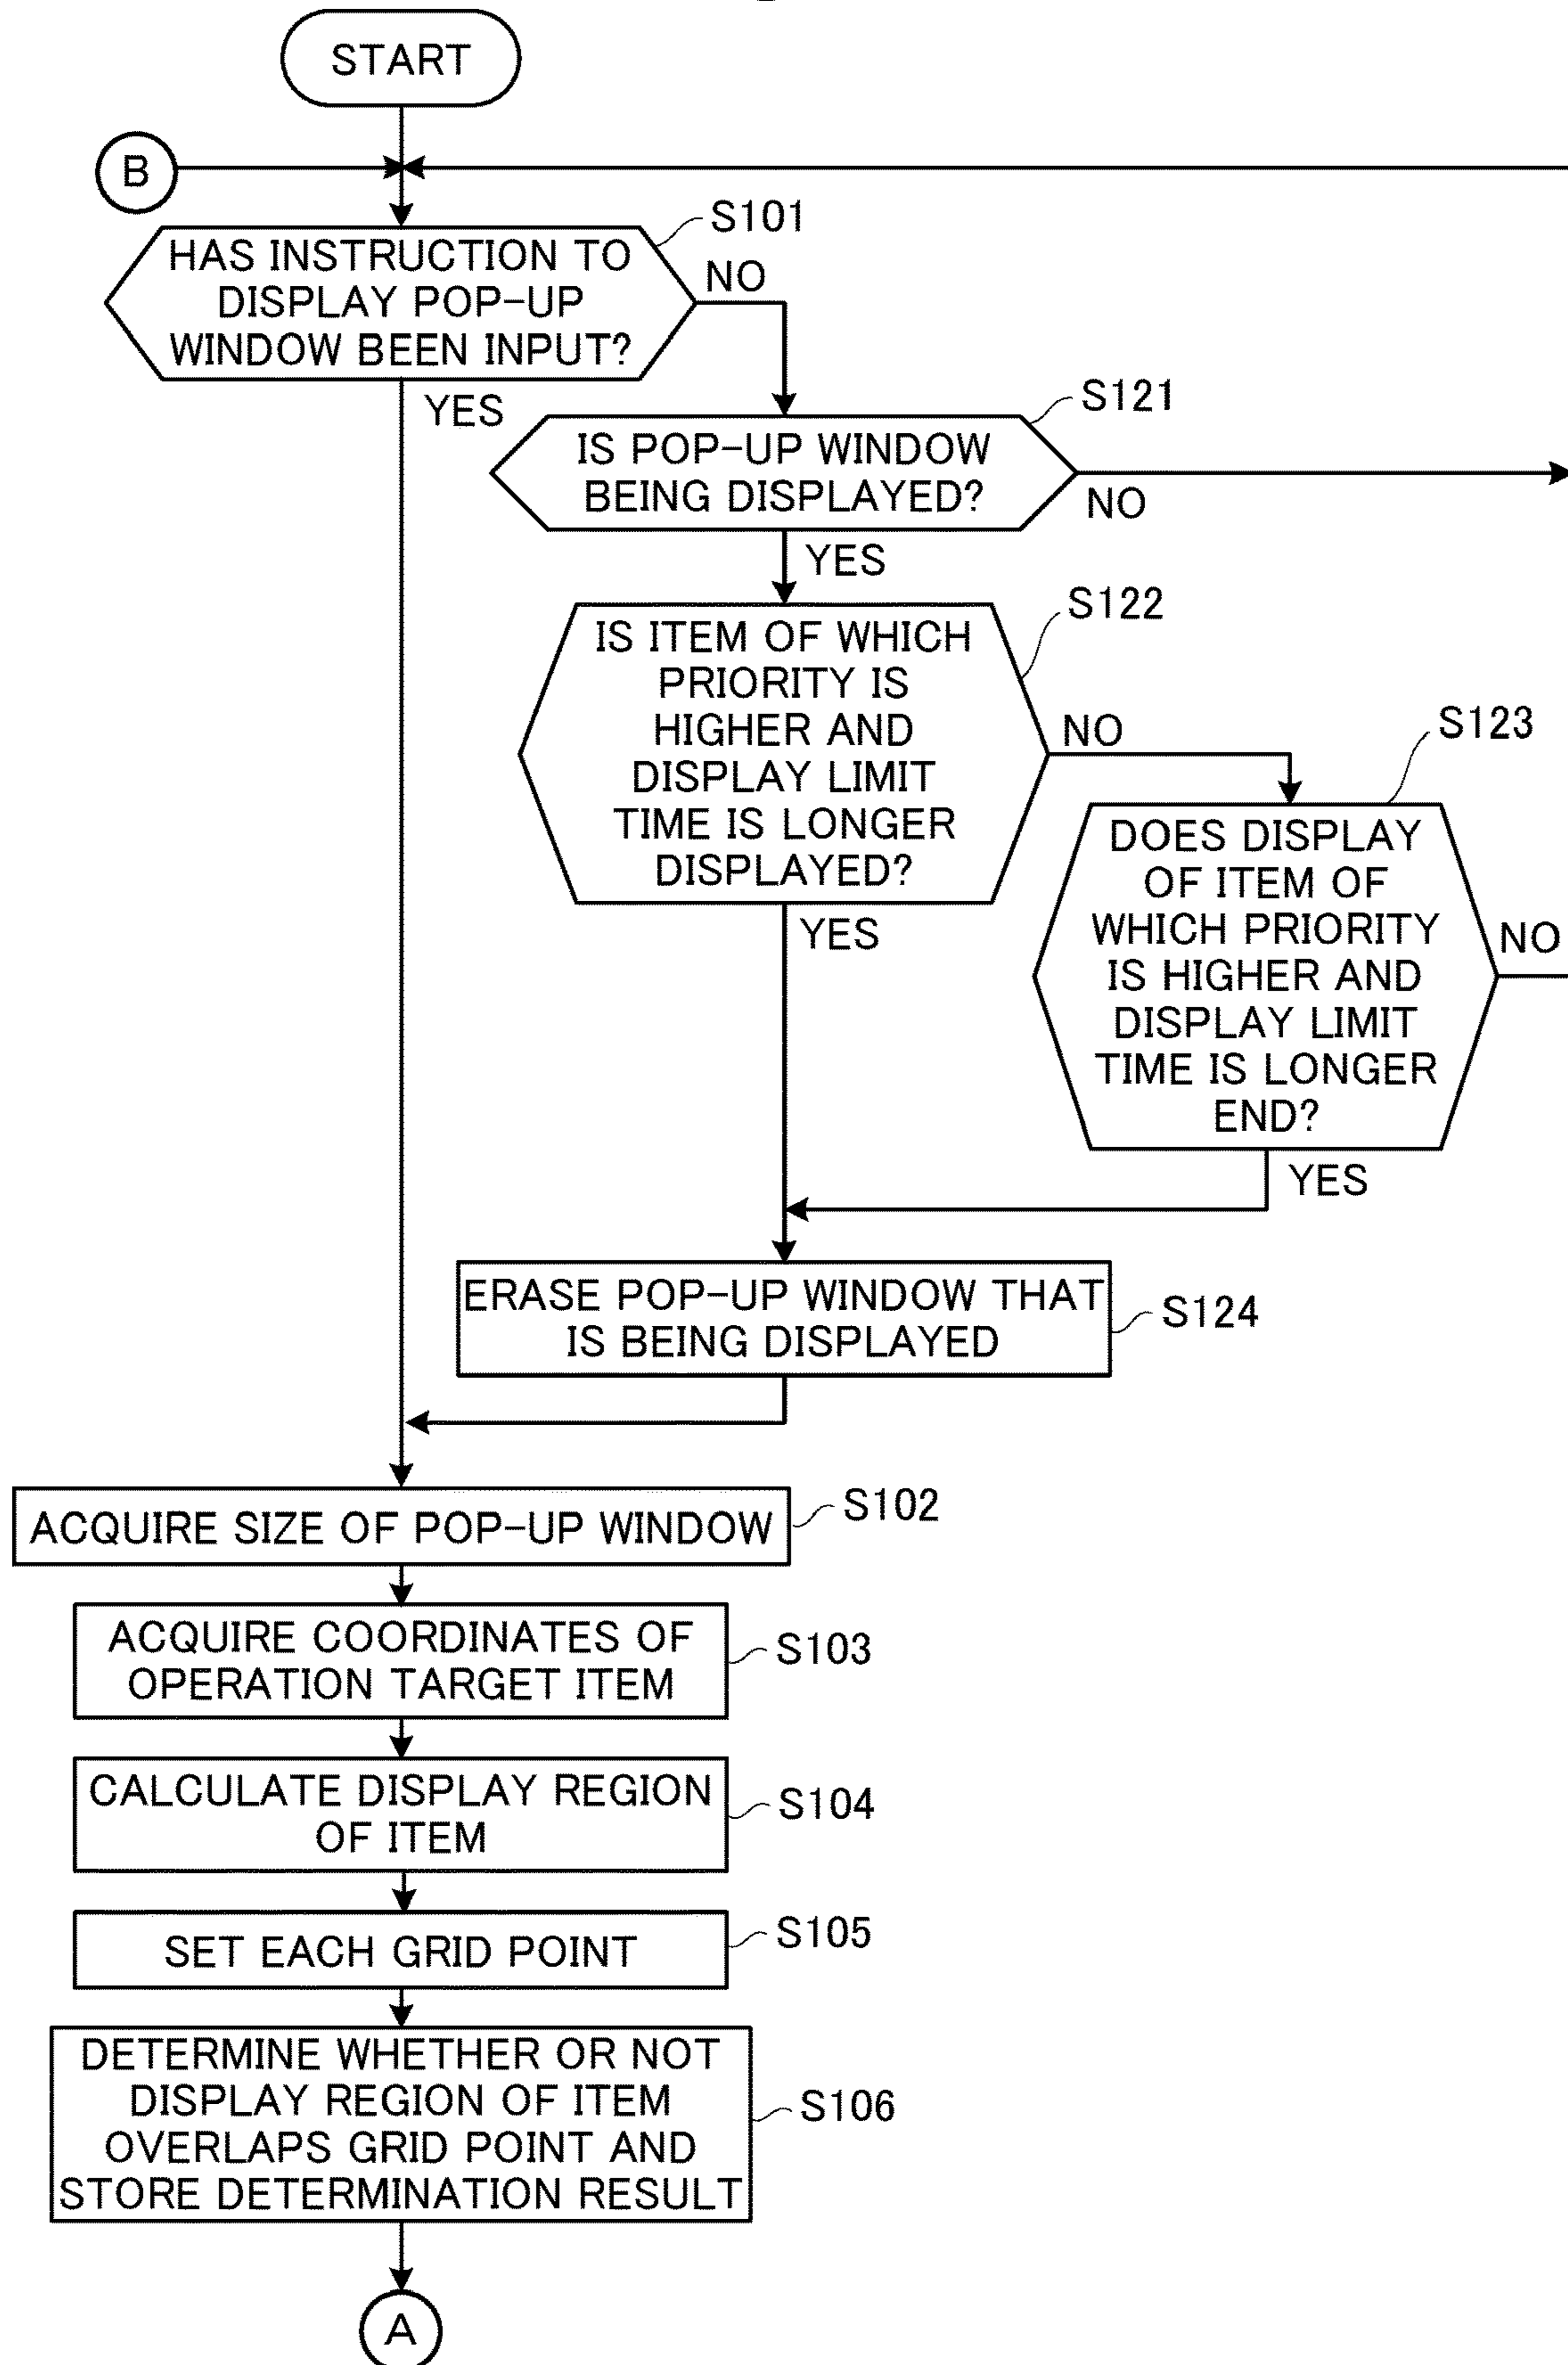 START
B
S101
HAS INSTRUCTION TO
DISPLAY POP-UP
WINDOW BEEN INPUT?
NO
YES
S121
IS POP-UP WINDOW
BEING DISPLAYED?
NO
YES
S122
IS ITEM OF WHICH
PRIORITY IS
HIGHER AND
DISPLAY LIMIT
TIME IS LONGER
DISPLAYED?
NO
YES
S123
DOES DISPLAY
OF ITEM OF
WHICH PRIORITY
IS HIGHER AND
DISPLAY LIMIT
TIME IS LONGER
END?
NO
YES
ERASE POP-UP WINDOW THAT
IS BEING DISPLAYED
S124
ACQUIRE SIZE OF POP-UP WINDOW
S102
ACQUIRE COORDINATES OF
OPERATION TARGET ITEM
S103
CALCULATE DISPLAY REGION
OF ITEM
S104
SET EACH GRID POINT
S105
DETERMINE WHETHER OR NOT
DISPLAY REGION OF ITEM
OVERLAPS GRID POINT AND
STORE DETERMINATION RESULT
S106
A